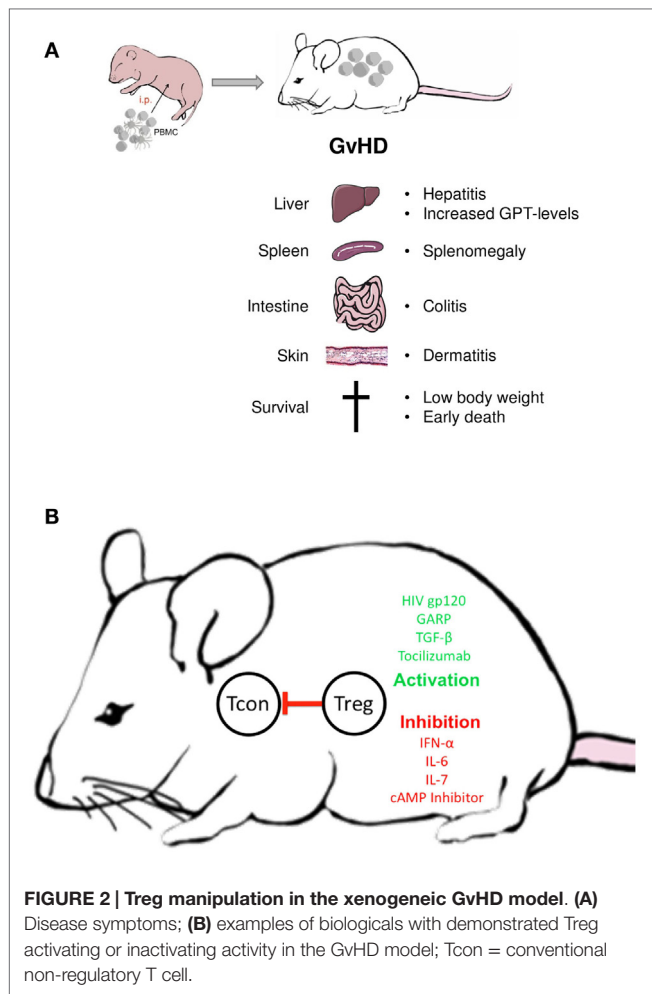 A
i.p.
PBMC
GvHD
Liver
• Hepatitis
• Increased GPT-levels
Spleen
• Splenomegaly
Intestine
• Colitis
Skin
• Dermatitis
Survival
• Low body weight
• Early death
B
HIV gp120
GARP
TGF-β
Tocilizumab
Activation
Tcon
Treg
Inhibition
IFN-α
IL-6
IL-7
cAMP Inhibitor
FIGURE 2 | Treg manipulation in the xenogeneic GvHD model. (A)
Disease symptoms; (B) examples of biologicals with demonstrated Treg
activating or inactivating activity in the GvHD model; Tcon = conventional
non-regulatory T cell.